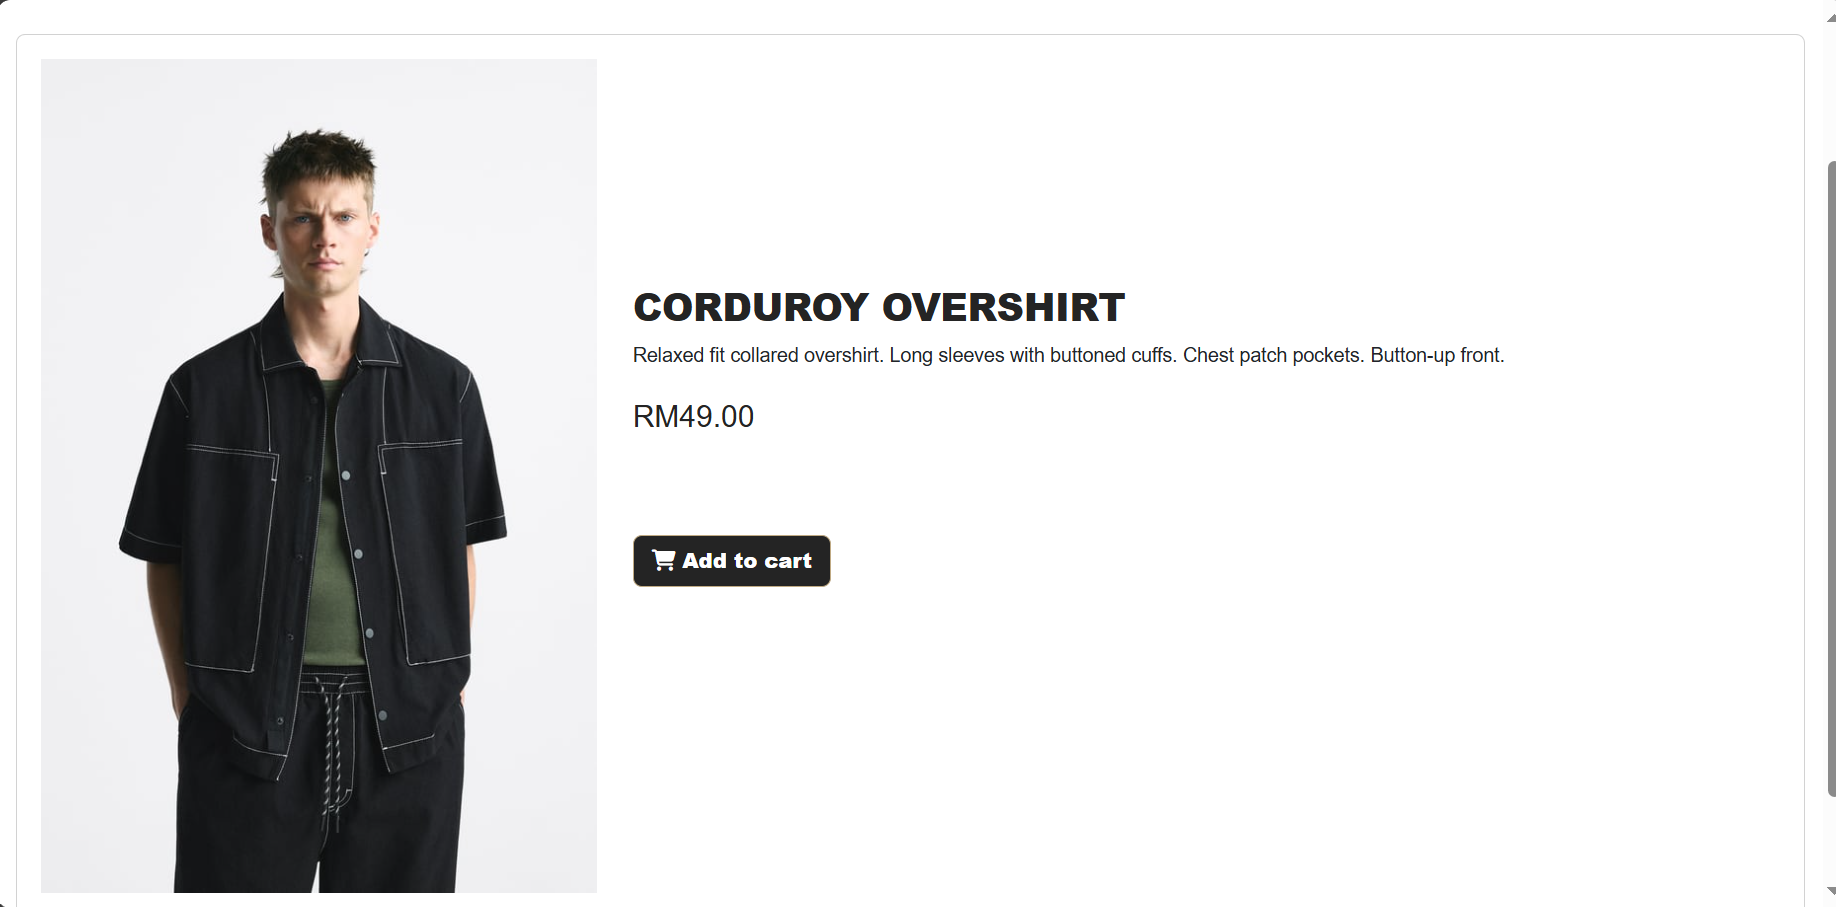 CORDUROY OVERSHIRT
Relaxed fit collared overshirt. Long sleeves with buttoned cuffs. Chest patch pockets. Button-up front.
RM49.00
Add to cart